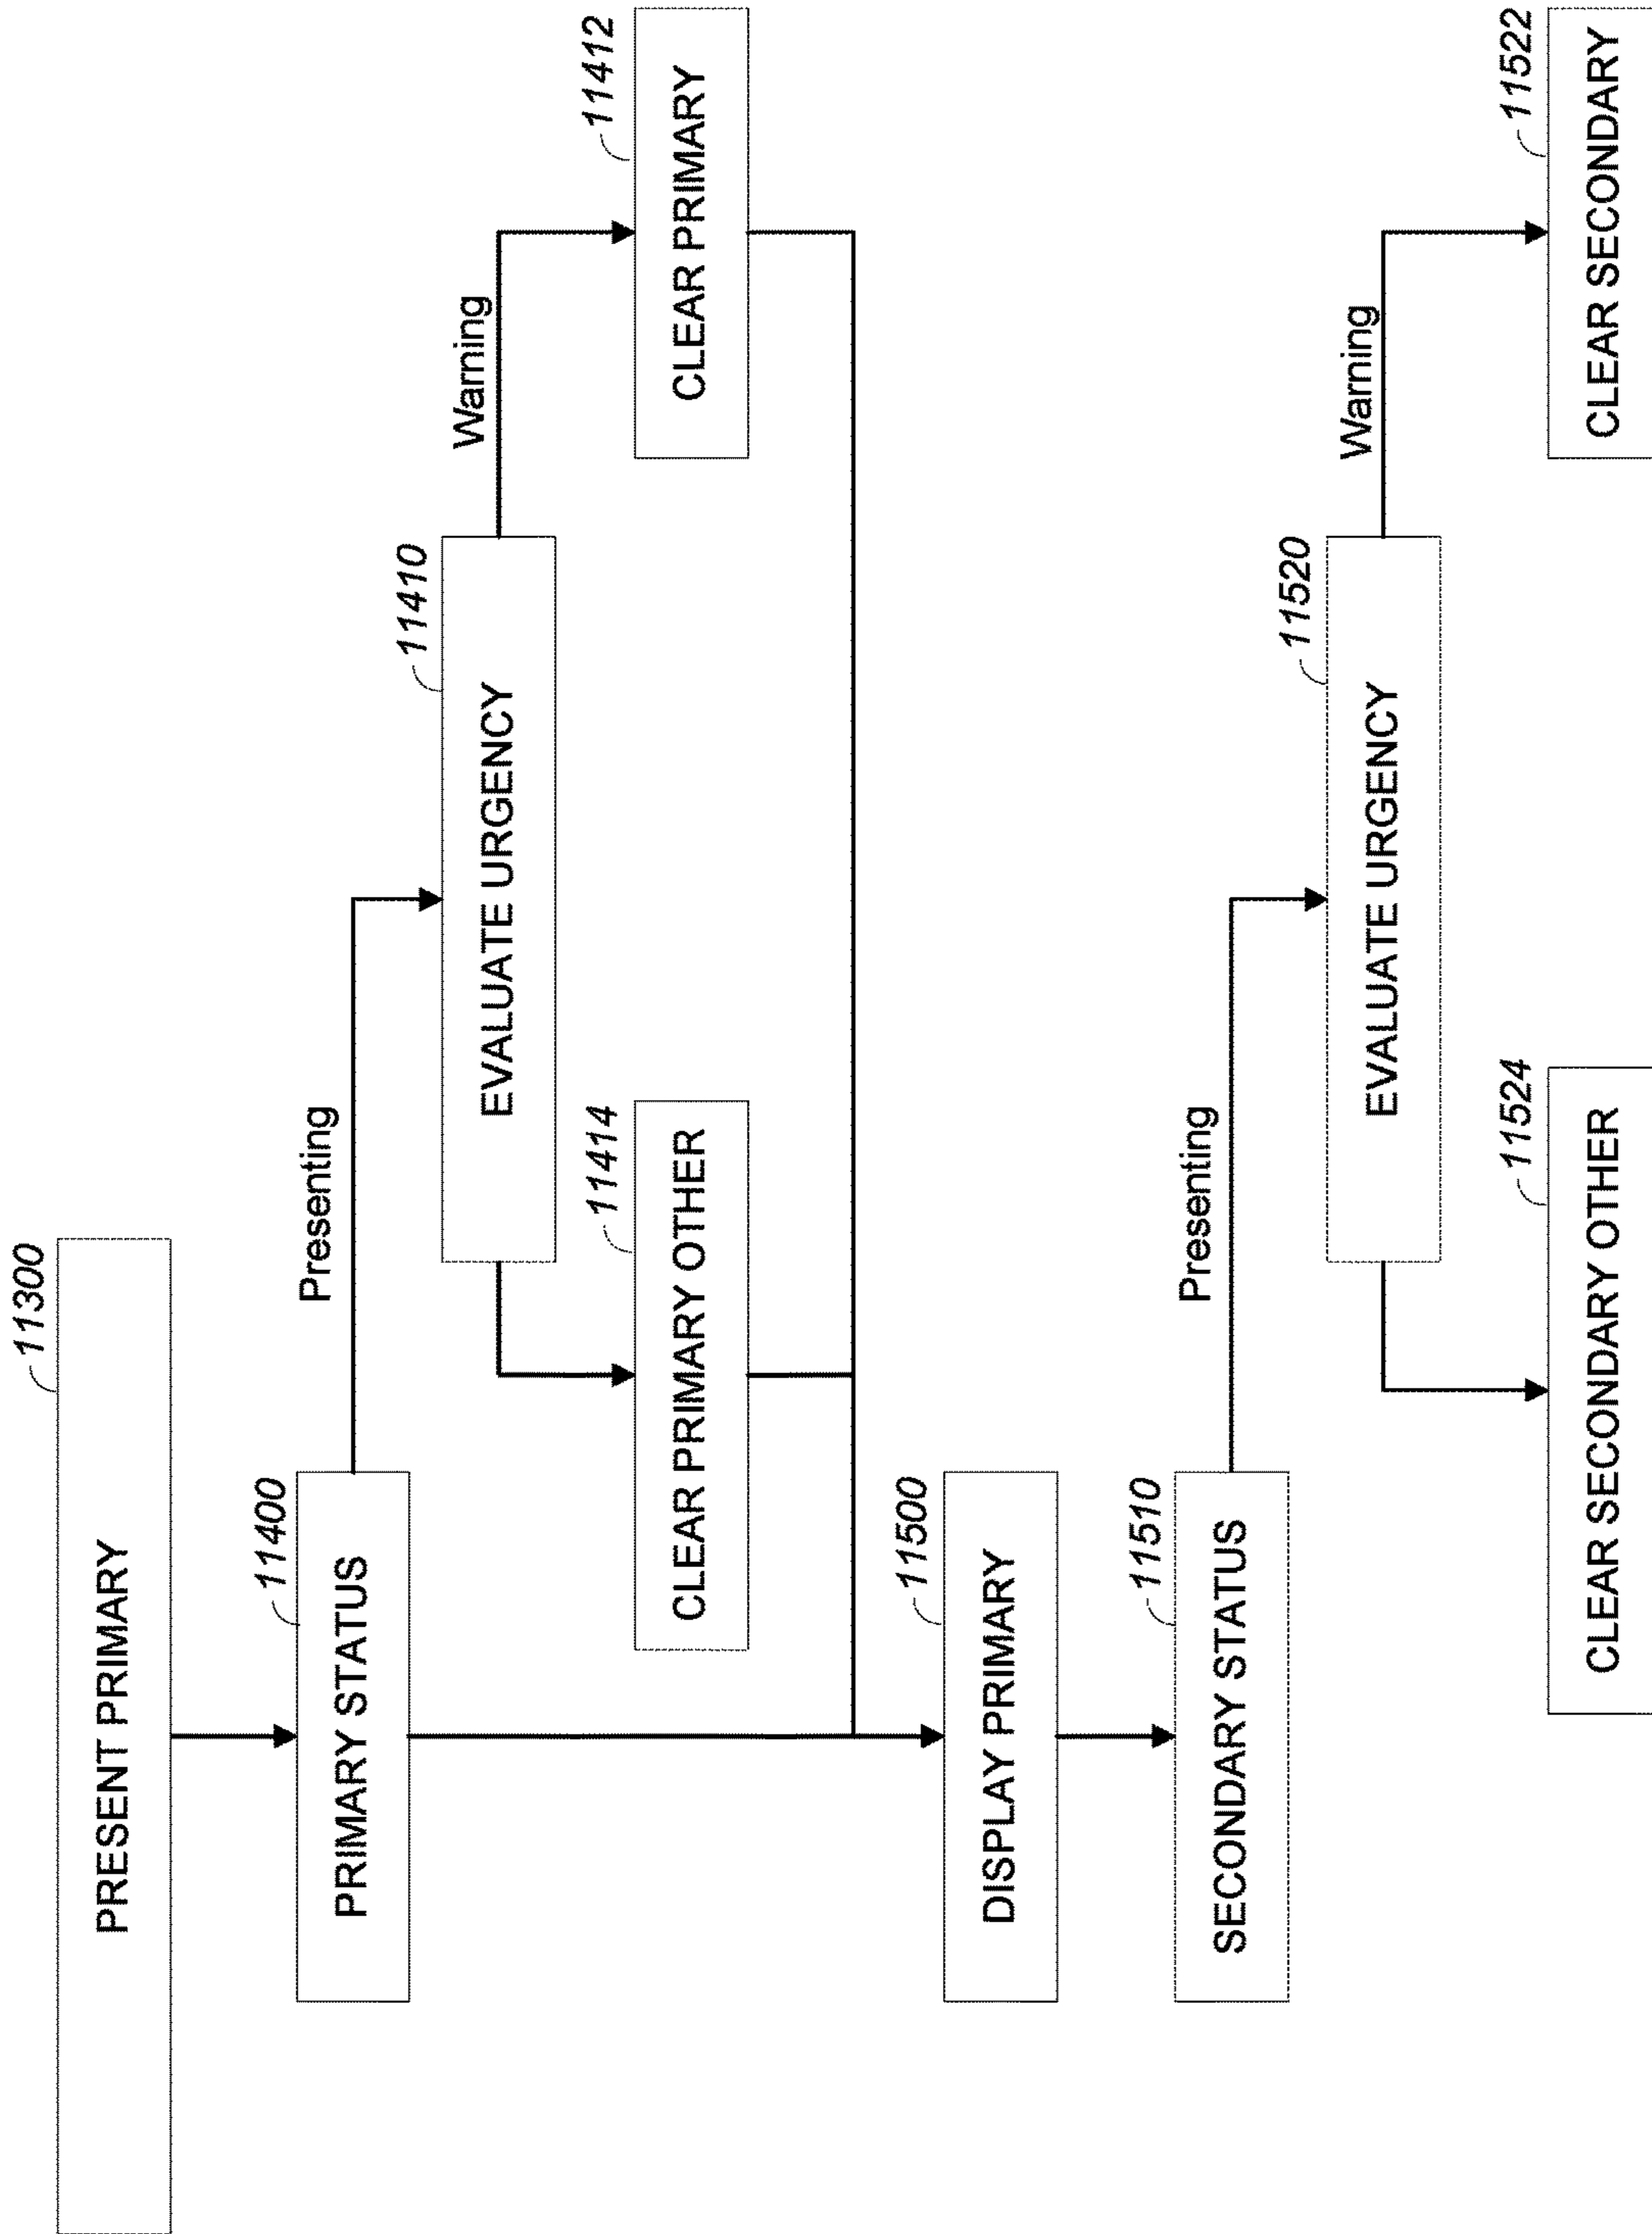 11300
PRESENT PRIMARY
11400
PRIMARY STATUS
Presenting
11410
EVALUATE URGENCY
Warning
11414
CLEAR PRIMARY OTHER
11412
CLEAR PRIMARY
11500
DISPLAY PRIMARY
11510
SECONDARY STATUS
Presenting
11520
EVALUATE URGENCY
Warning
11524
CLEAR SECONDARY OTHER
11522
CLEAR SECONDARY